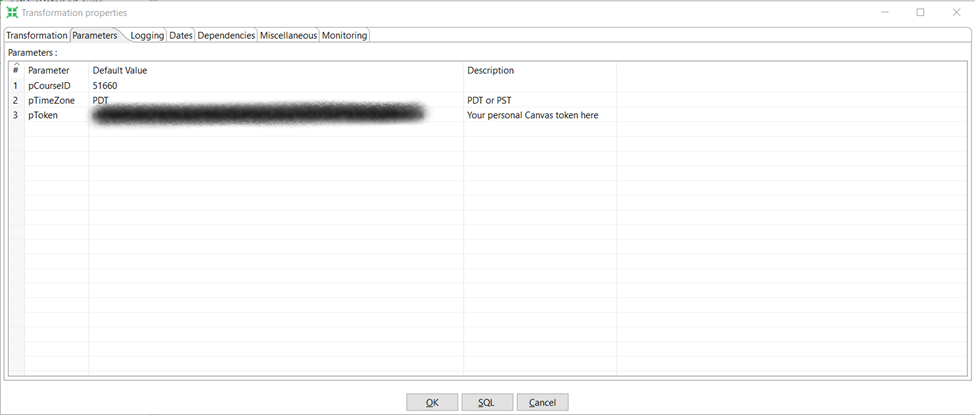 Transformation properties
Transformation Parameters Logging Dates Dependencies Miscellaneous Monitoring
Parameters :
# Parameter Default Value Description
1 pCourseID 51660
2 pTimeZone PDT PDT or PST
3 pToken Your personal Canvas token here
OK SQL Cancel